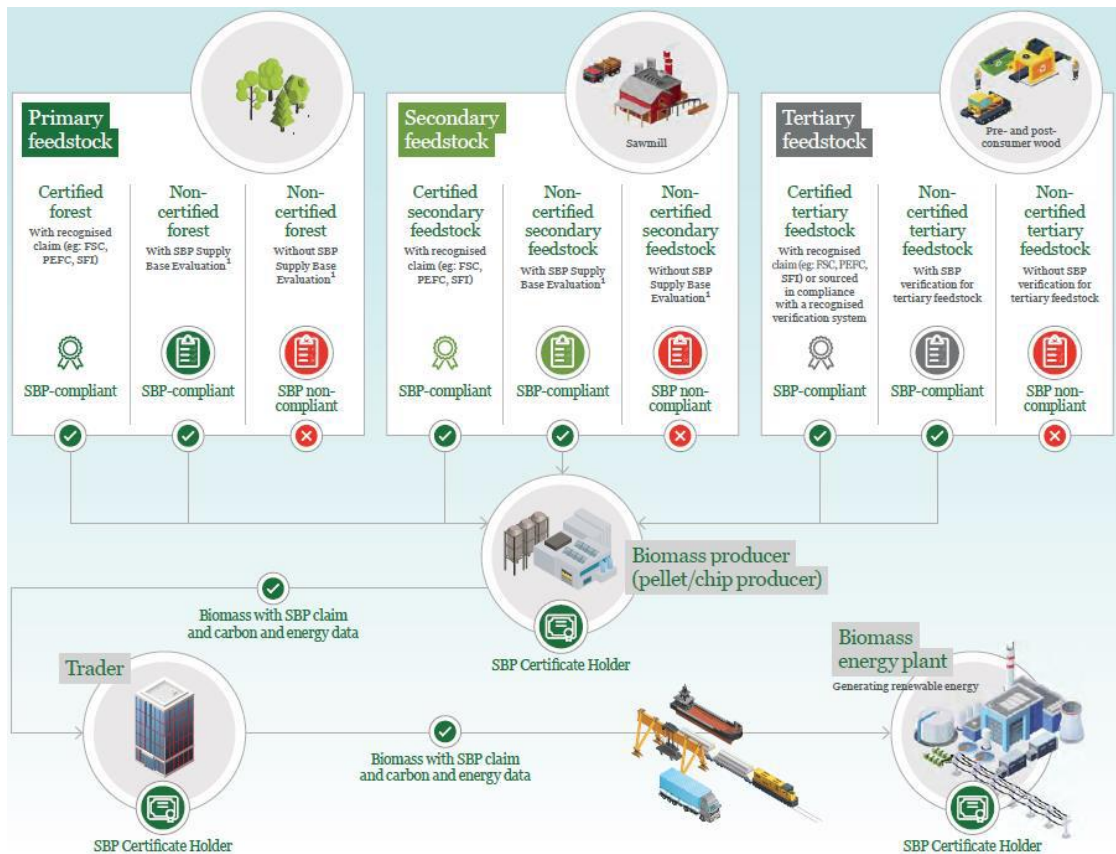 Primary
feedstock
Certified
forest
With recognised
claim (eg: FSC,
PEFC, SFI)
SBP-compliant
Non-
certified
forest
With SBP Supply
Base Evaluation¹
SBP-compliant
Non-
certified
forest
Without SBP
Supply Base
Evaluation¹
SBP non-
compliant
Secondary
feedstock
Sawmill
Certified
secondary
feedstock
With recognised
claim (eg: FSC,
PEFC, SFI)
SBP-compliant
Non-
certified
secondary
feedstock
With SBP Supply
Base Evaluation¹
SBP-compliant
Non-
certified
secondary
feedstock
Without SBP
Supply Base
Evaluation¹
SBP non-
compliant
Tertiary
feedstock
Pre- and post-
consumer wood
Certified
tertiary
feedstock
With recognised
claim (eg: FSC, PEFC,
SFI) or sourced
in compliance
with a recognised
verification system
SBP-compliant
Non-
certified
tertiary
feedstock
With SBP
verification for
tertiary feedstock
SBP-compliant
Non-
certified
tertiary
feedstock
Without SBP
verification for
tertiary feedstock
SBP non-
compliant
Biomass producer
(pellet/chip producer)
SBP Certificate Holder
Biomass with SBP claim
and carbon and energy data
Trader
SBP Certificate Holder
Biomass with SBP claim
and carbon and energy data
Biomass
energy plant
Generating renewable energy
SBP Certificate Holder